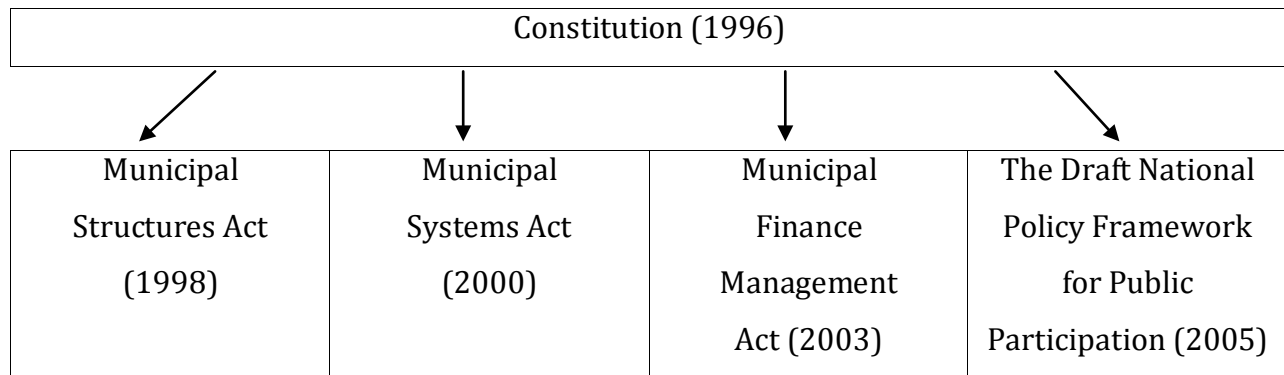 Constitution (1996)
Municipal
Structures Act
(1998)
Municipal
Systems Act
(2000)
Municipal
Finance
Management
Act (2003)
The Draft National
Policy Framework
for Public
Participation (2005)